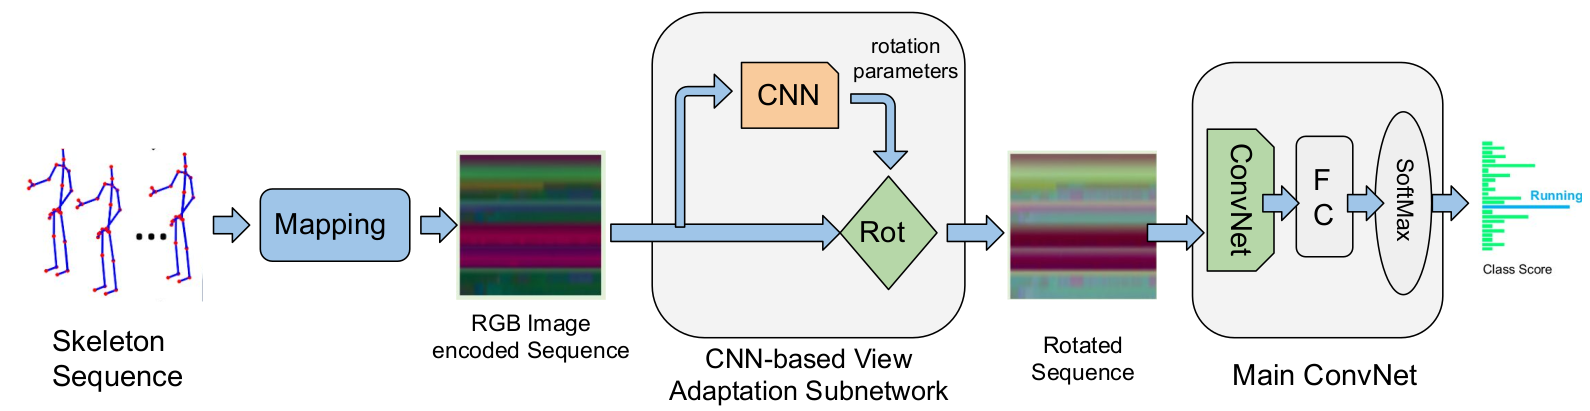 Skeleton
Sequence
Mapping
RGB Image
encoded Sequence
CNN
rotation
parameters
Rot
CNN-based View
Adaptation Subnetwork
Rotated
Sequence
ConvNet
F
C
SoftMax
Main ConvNet
Running
Class Score